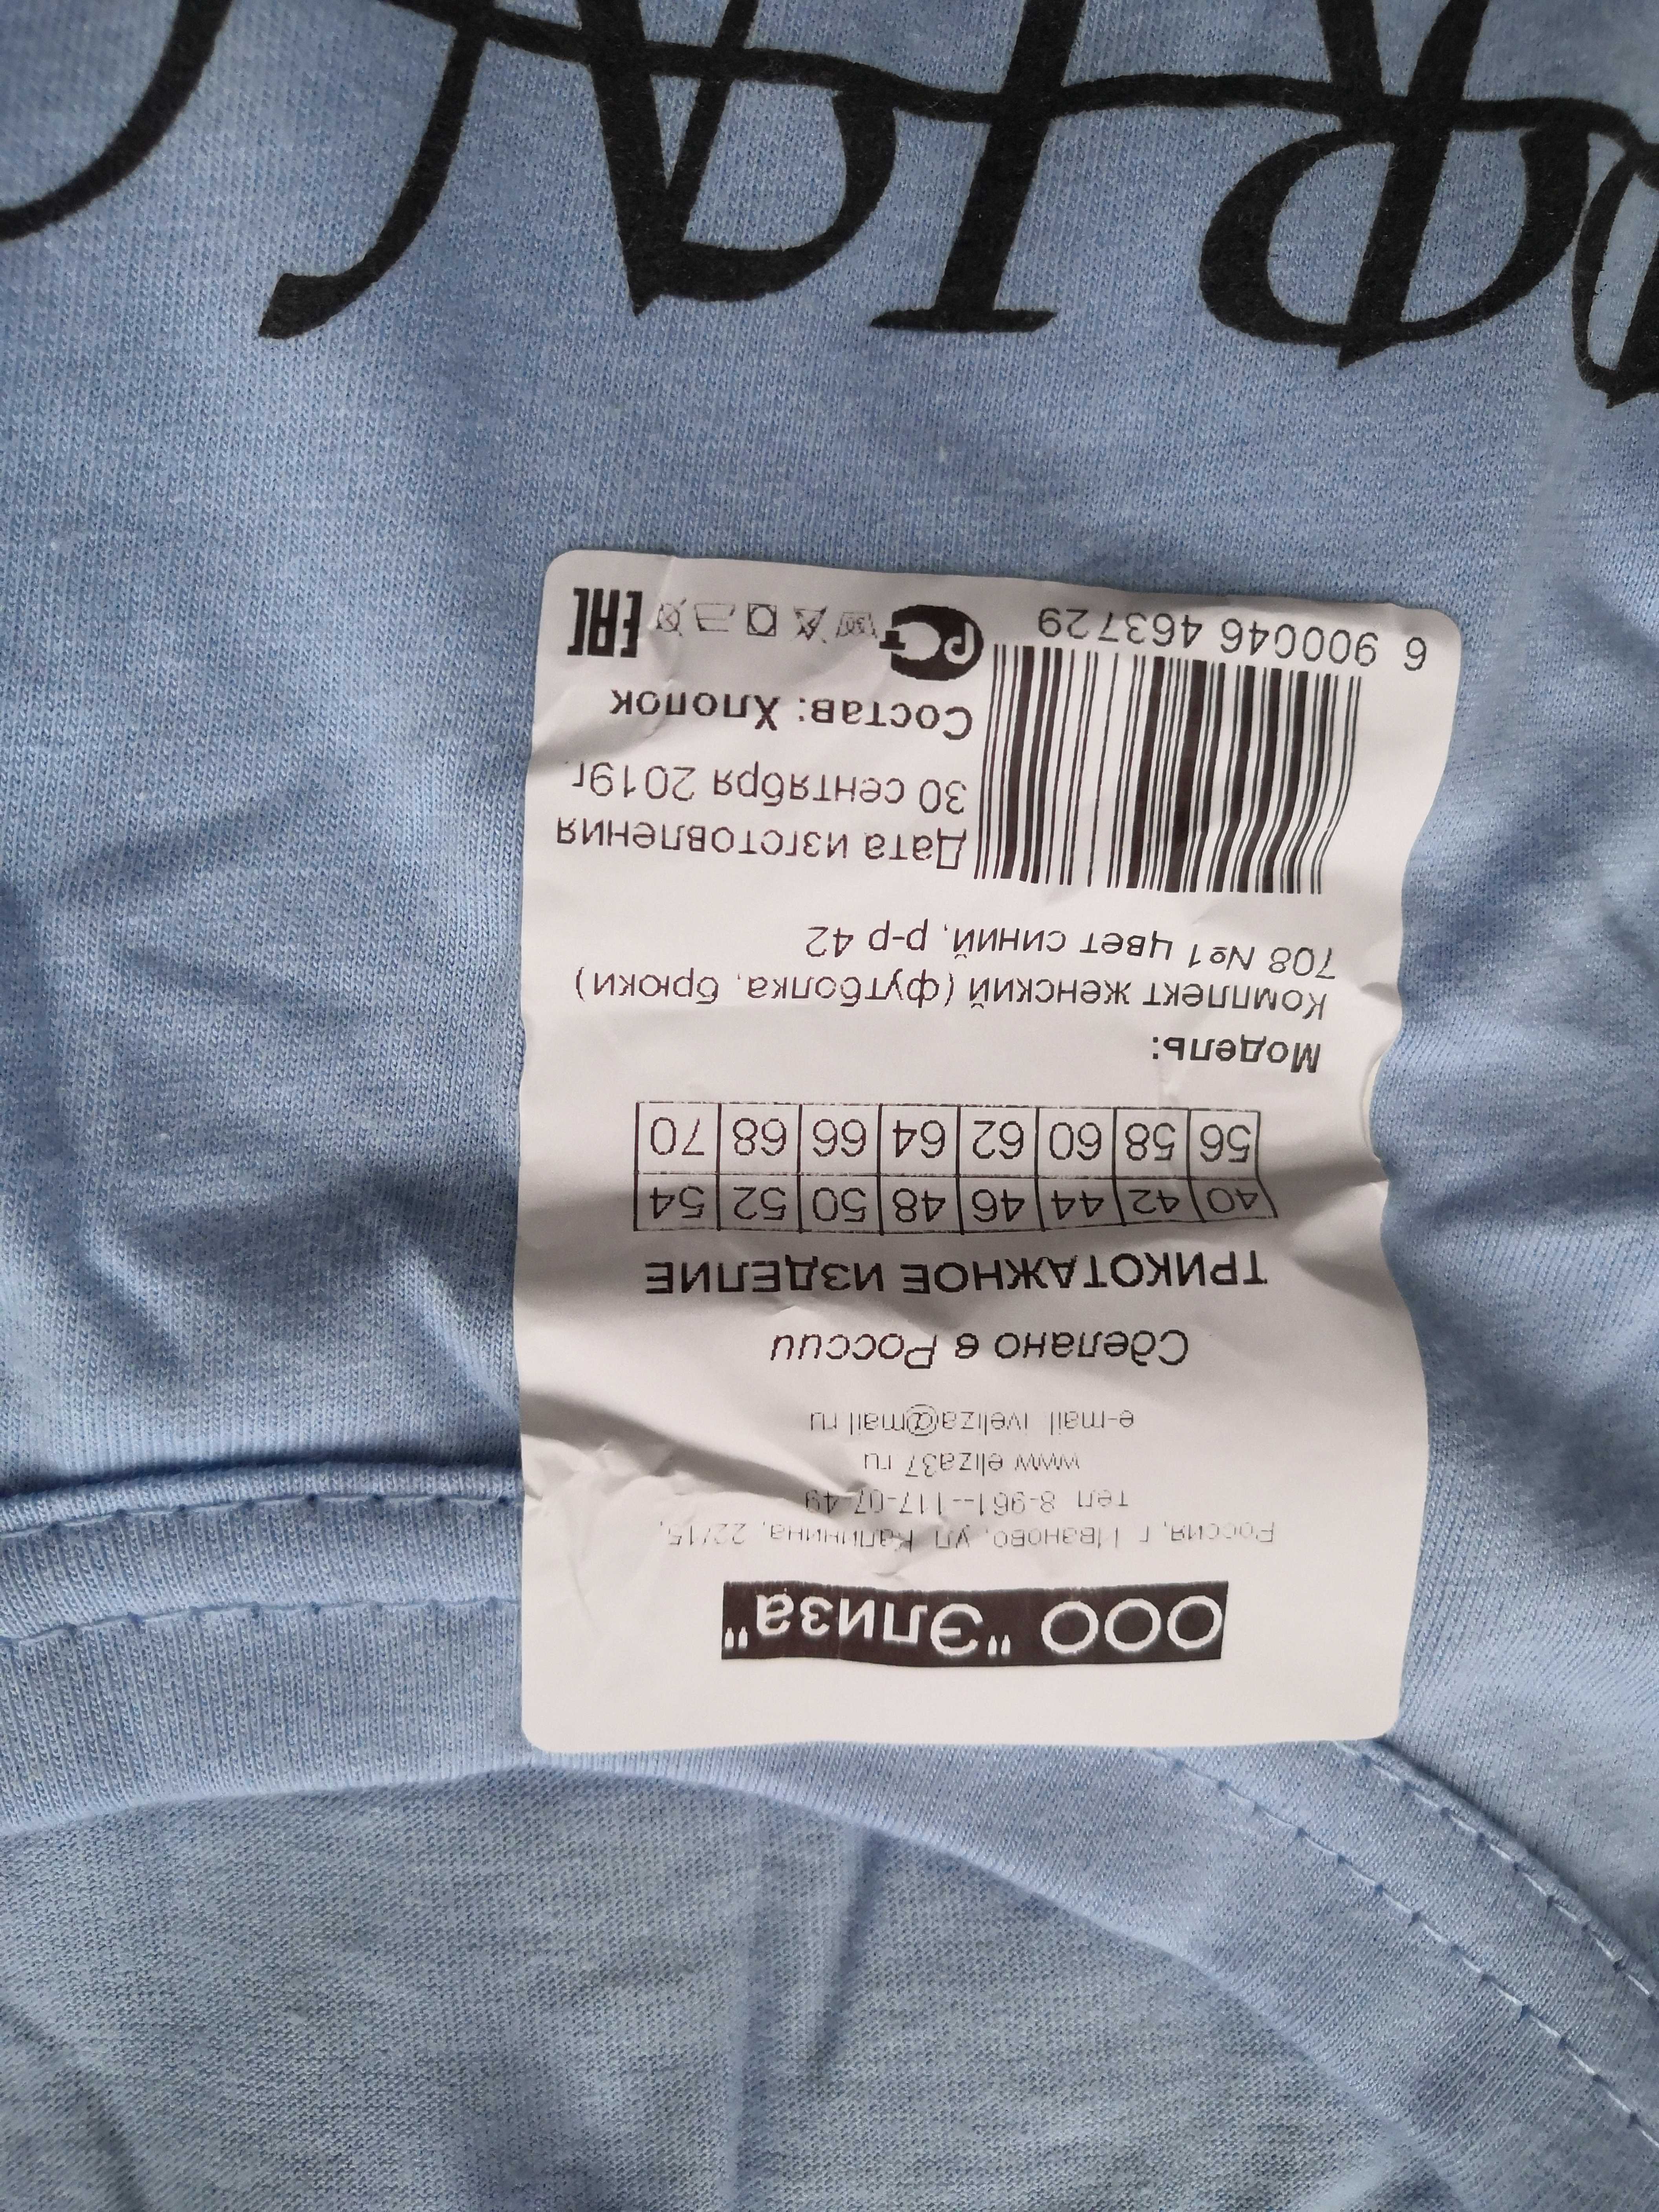 ООО "Элиза"
Россия, г. Иваново, ул. Калинина, 22/15,
тел. 8-961--117-07-49
www.eliza37.ru
e-mail: iveliza@mail.ru
Сделано в России
ТРИКОТАЖНОЕ ИЗДЕЛИЕ
40 42 44 46 48 50 52 54
56 58 60 62 64 66 68 70
Модель:
Комплект женский (футболка, брюки)
708 №1 цвет синий, р-р 42
Дата изготовления
30 сентября 2019г.
Состав: Хлопок
РСТ
EAC
6 900046 463729